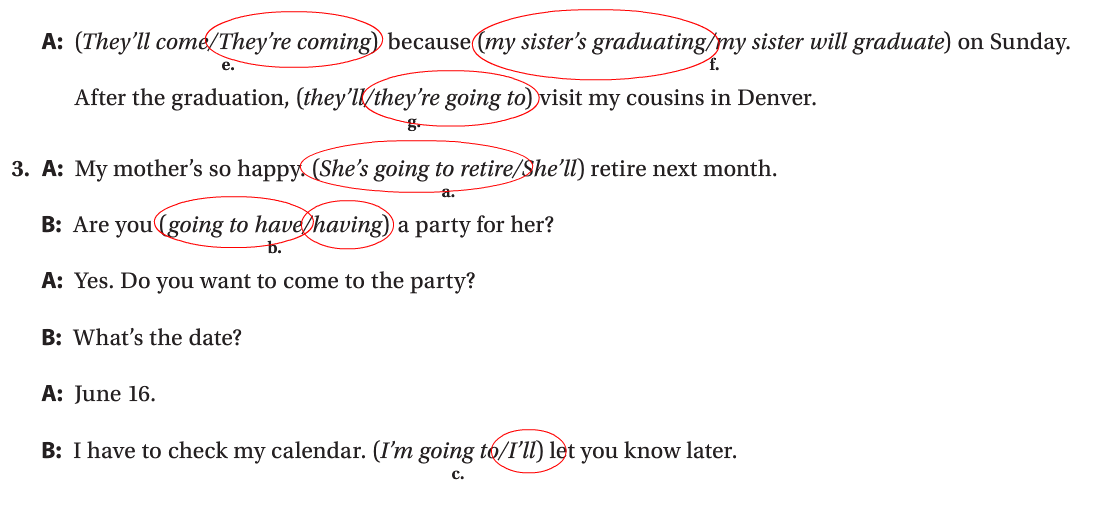 A: (They'll come/They're coming) because (my sister's graduating/my sister will graduate) on Sunday.
e. f.
After the graduation, (they'll/they're going to) visit my cousins in Denver.
g.
3. A: My mother's so happy. (She's going to retire/She'll) retire next month.
a.
B: Are you (going to have/having) a party for her?
b.
A: Yes. Do you want to come to the party?
B: What's the date?
A: June 16.
B: I have to check my calendar. (I'm going to/I'll) let you know later.
c.